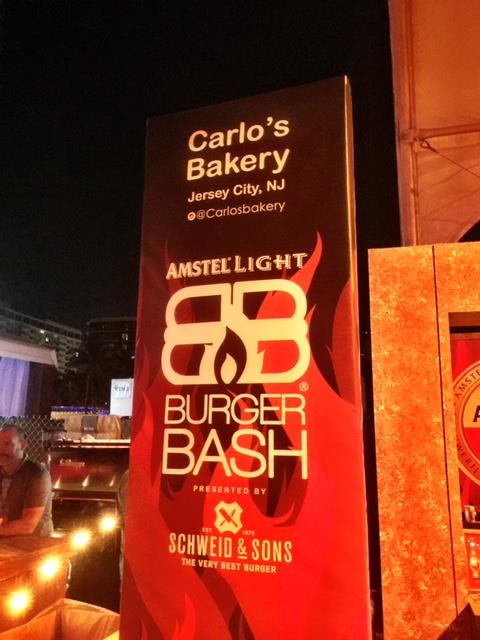 Carlo's
Bakery
Jersey City, NJ
@Carlosbakery
AMSTEL LIGHT
BB®
BURGER
BASH
PRESENTED BY
EST. 1978
SCHWEID & SONS
THE VERY BEST BURGER